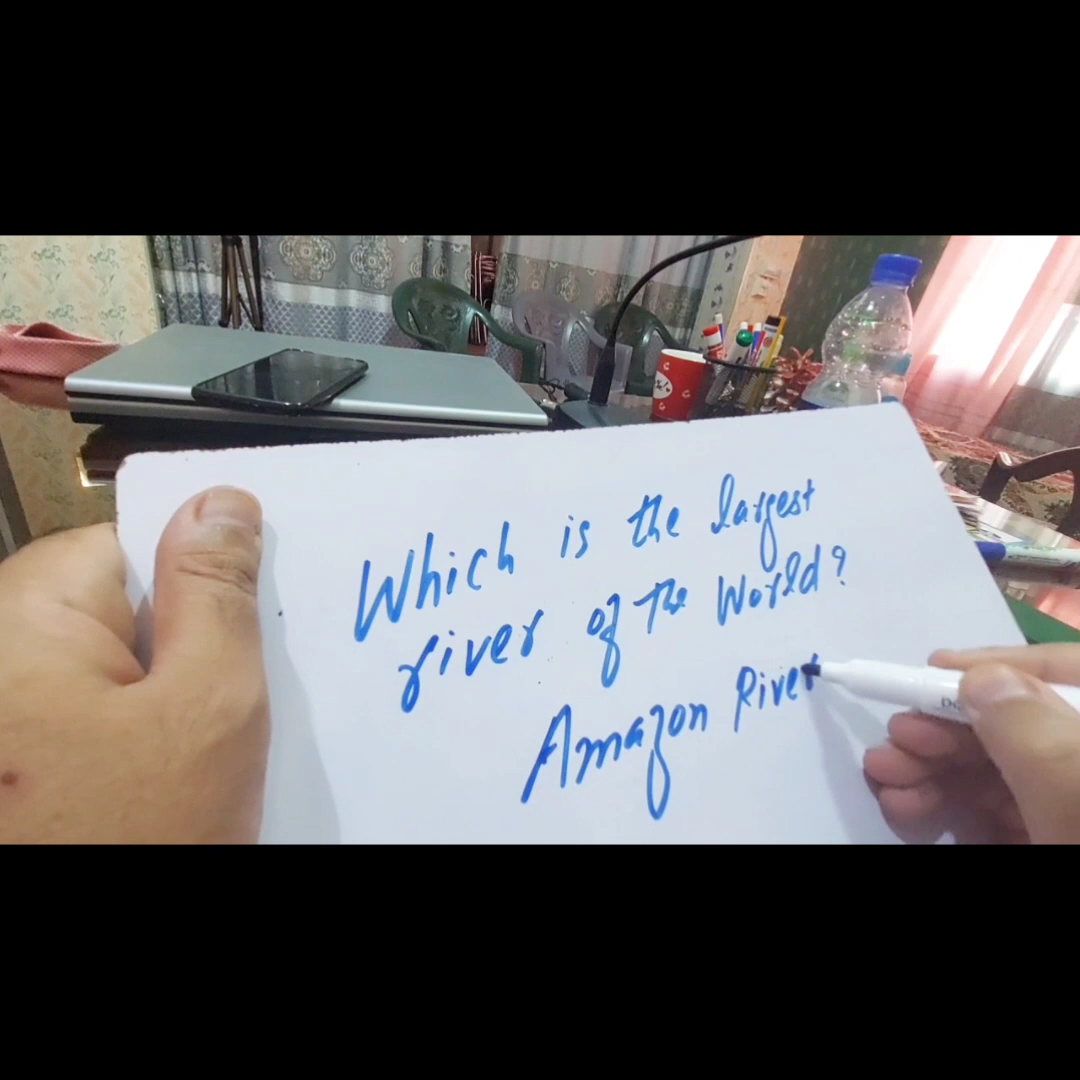 Which is the largest
river of the World?
Amazon River